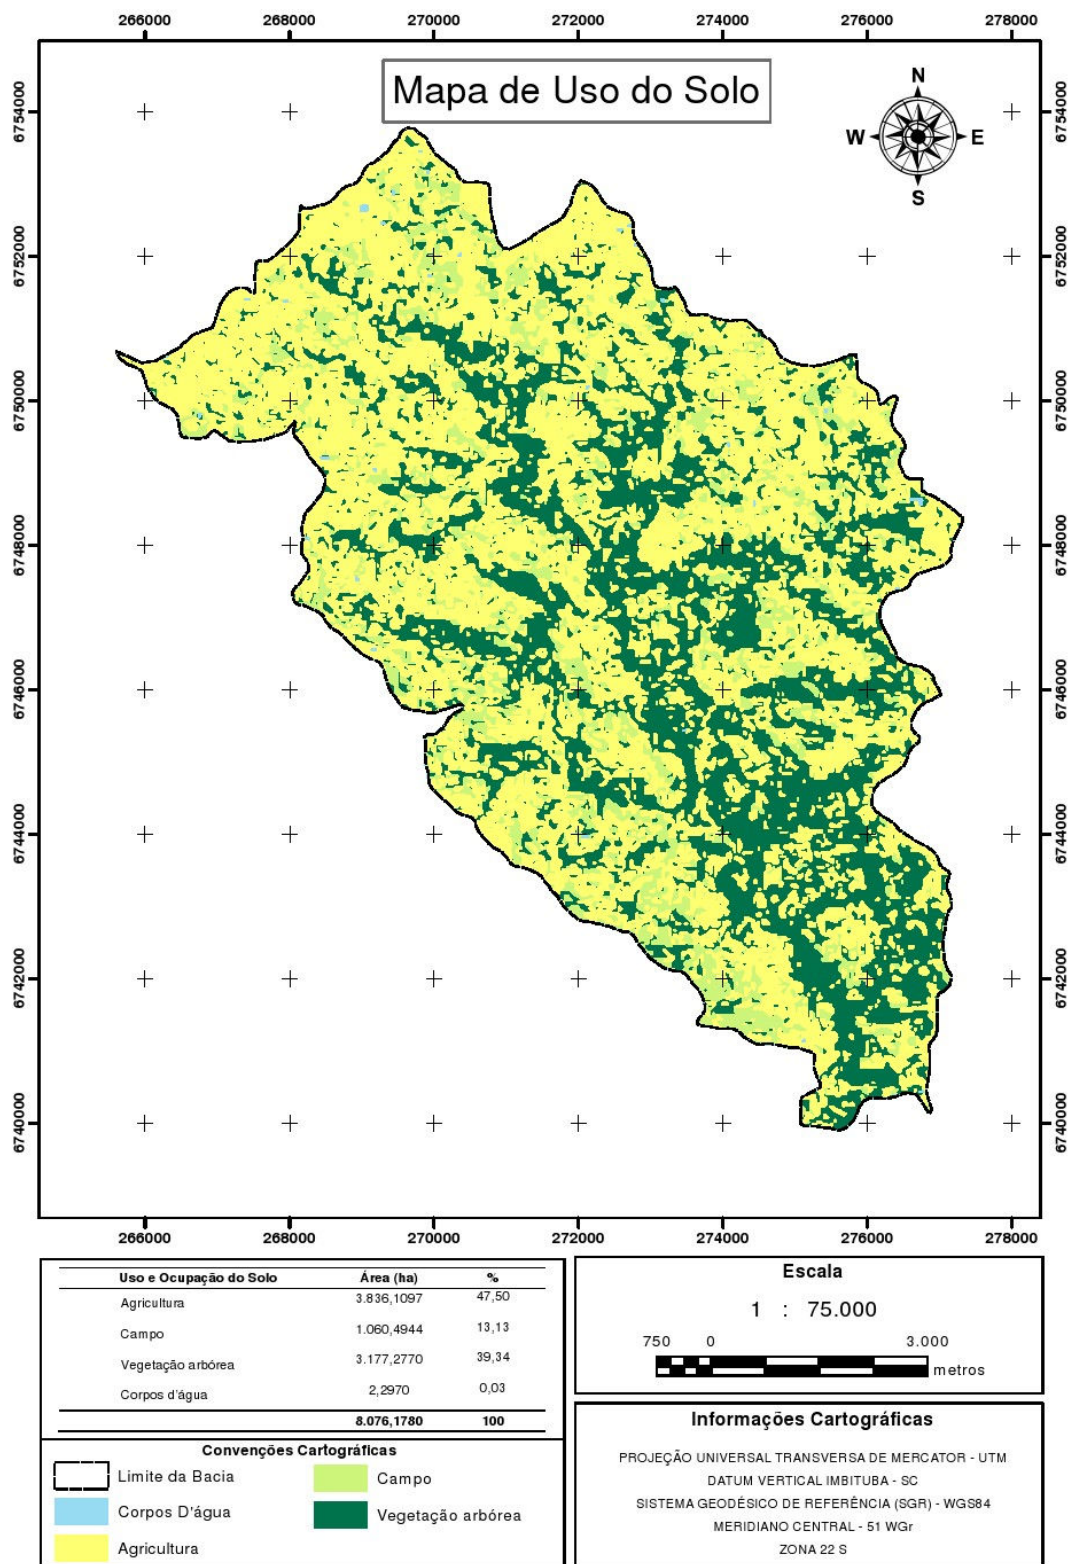 266000 268000 270000 272000 274000 276000 278000
Mapa de Uso do Solo
N
W E
S
6754000 6754000
6752000 6752000
6750000 6750000
6748000 6748000
6746000 6746000
6744000 6744000
6742000 6742000
6740000 6740000
266000 268000 270000 272000 274000 276000 278000
Uso e Ocupação do Solo Área (ha) %
Agricultura 3.836,1097 47,50
Campo 1.060,4944 13,13
Vegetação arbórea 3.177,2770 39,34
Corpos d'água 2,2970 0,03
8.076,1780 100
Convenções Cartográficas
Limite da Bacia
Corpos D'água
Agricultura
Campo
Vegetação arbórea
Escala
1 : 75.000
750 0 3.000
metros
Informações Cartográficas
PROJEÇÃO UNIVERSAL TRANSVERSA DE MERCATOR - UTM
DATUM VERTICAL IMBITUBA - SC
SISTEMA GEODÉSICO DE REFERÊNCIA (SGR) - WGS84
MERIDIANO CENTRAL - 51 WGr
ZONA 22 S